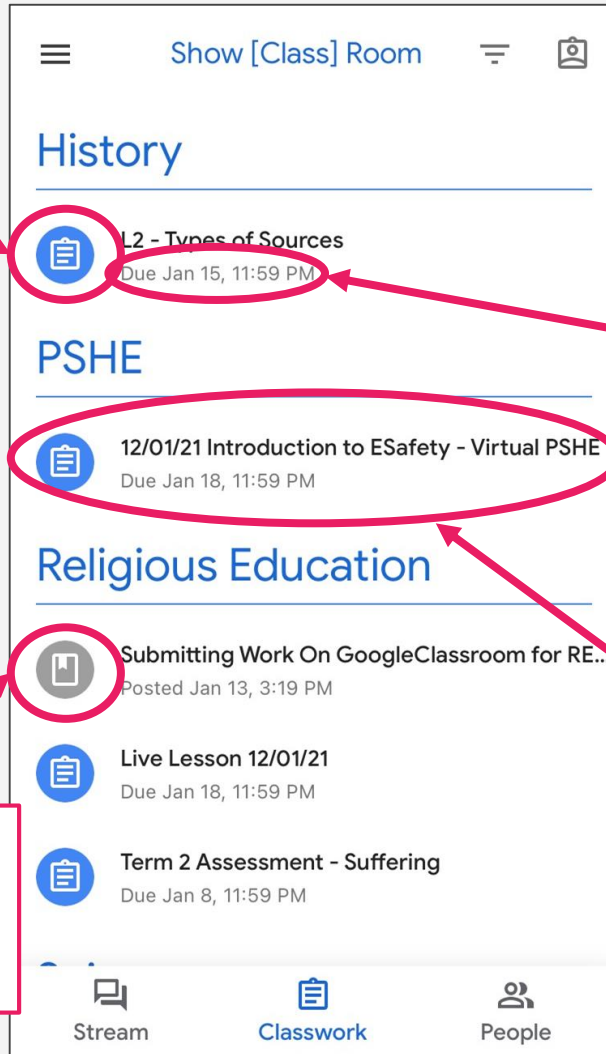 Show [Class] Room
History
L2 - Types of Sources
Due Jan 15, 11:59 PM
PSHE
12/01/21 Introduction to ESafety - Virtual PSHE
Due Jan 18, 11:59 PM
Religious Education
Submitting Work On GoogleClassroom for RE...
Posted Jan 13, 3:19 PM
Live Lesson 12/01/21
Due Jan 18, 11:59 PM
Term 2 Assessment - Suffering
Due Jan 8, 11:59 PM
Stream
Classwork
People